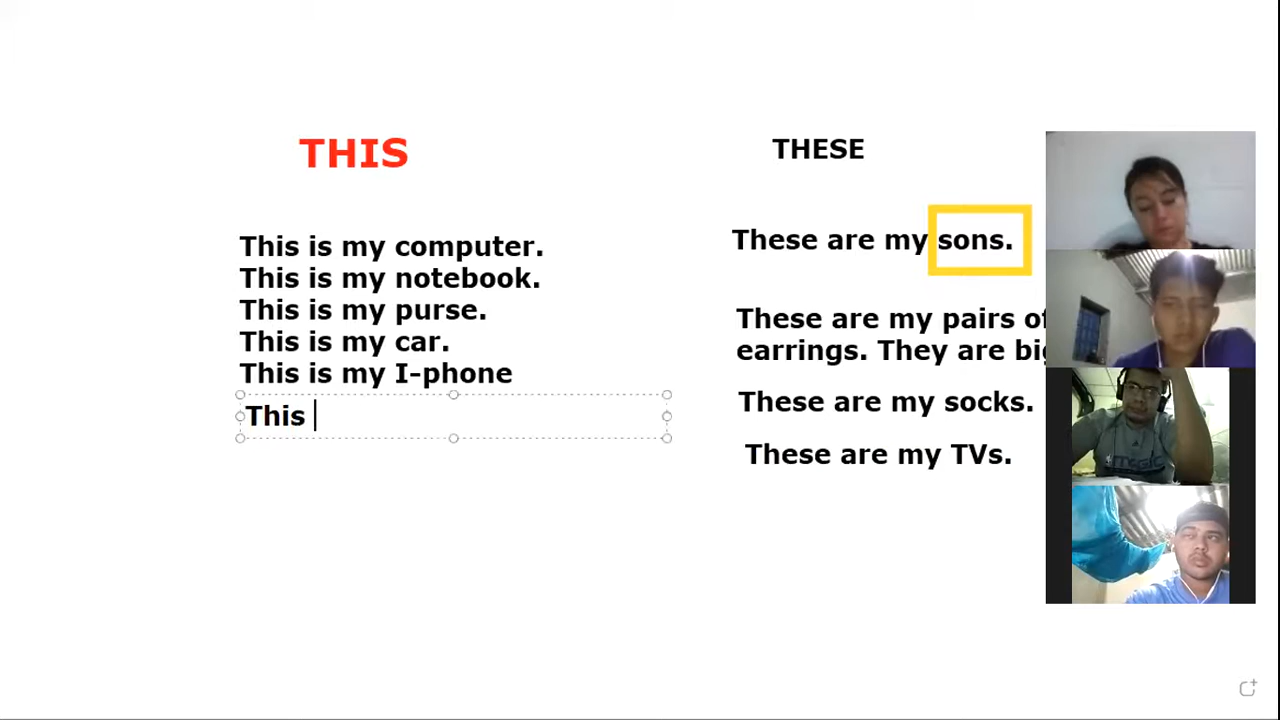 THIS
THESE
This is my computer.
This is my notebook.
This is my purse.
This is my car.
This is my I-phone
This
These are my sons.
These are my pairs of
earrings. They are big
These are my socks.
These are my TVs.